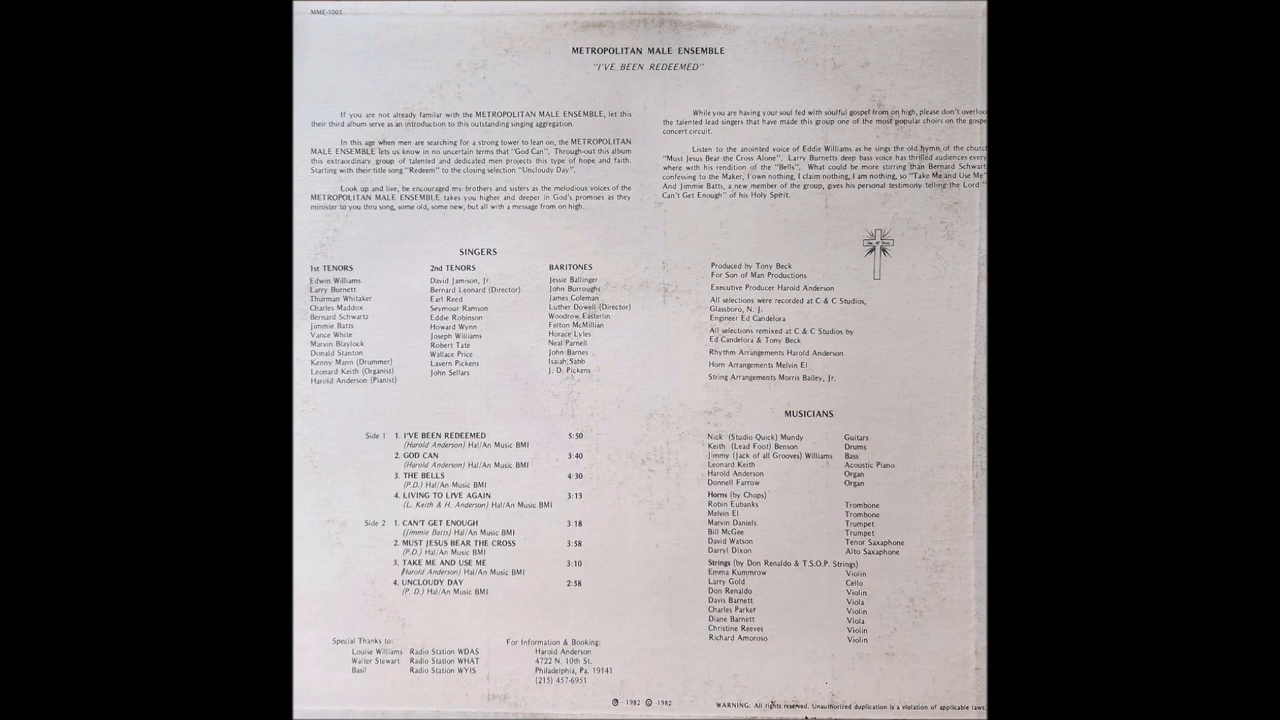 MME-1001
METROPOLITAN MALE ENSEMBLE
"I'VE BEEN REDEEMED"
If you are not already familar with the METROPOLITAN MALE ENSEMBLE, let this
their third album serve as an introduction to this outstanding singing aggregation.
In this age when men are searching for a strong tower to lean on, the METROPOLITAN
MALE ENSEMBLE lets us know in no uncertain terms that "God Can". Through-out this album
this extraordinary group of talented and dedicated men projects this type of hope and faith.
Starting with their title song "Redeem" to the closing selection "Uncloudy Day".
Look up and live, be encouraged my brothers and sisters as the melodious voices of the
METROPOLITAN MALE ENSEMBLE takes you higher and deeper in God's promises as they
minister to you thru song, some old, some new, but all with a message from on high.
While you are having your soul fed with soulful gospel from on high, please don't overloo
the talented lead singers that have made this group one of the most popular choirs on the gospe
concert circuit.
Listen to the anointed voice of Eddie Williams as he sings the old hymn of the church
"Must Jesus Bear the Cross Alone". Larry Burnetts deep bass voice has thrilled audiences every
where with his rendition of the "Bells". What could be more stirring than Bernard Schwart
confessing to the Maker, I own nothing, I claim nothing, I am nothing, so "Take Me and Use Me"
And Jimmie Batts, a new member of the group, gives his personal testimony telling the Lord "
Can't Get Enough" of his Holy Spirit.
SINGERS
1st TENORS
Edwin Williams
Larry Burnett
Thurman Whitaker
Charles Maddox
Bernard Schwartz
Jimmie Batts
Vance White
Marvin Blaylock
Donald Stanton
Kenny Mann (Drummer)
Leonard Keith (Organist)
Harold Anderson (Pianist)
2nd TENORS
David Jamison, Jr.
Bernard Leonard (Director)
Earl Reed
Seymour Ramson
Eddie Robinson
Howard Wynn
Joseph Williams
Robert Tate
Wallace Price
Lavern Pickens
John Sellars
BARITONES
Jessie Ballinger
John Burroughs
James Coleman
Luther Dowell (Director)
Woodrow Easterlin
Felton McMillian
Horace Lyles
Neal Parnell
John Barnes
Isaiah Sabb
J. D. Pickens
Produced by Tony Beck
For Son of Man Productions
Executive Producer Harold Anderson
All selections were recorded at C & C Studios,
Glassboro, N. J.
Engineer Ed Candelora
All selections remixed at C & C Studios by
Ed Candelora & Tony Beck
Rhythm Arrangements Harold Anderson
Horn Arrangements Melvin El
String Arrangements Morris Bailey, Jr.
Side 1 1. I'VE BEEN REDEEMED 5:50
(Harold Anderson) Hal/An Music BMI
2. GOD CAN 3:40
(Harold Anderson) Hal/An Music BMI
3. THE BELLS 4:30
(P.D.) Hal/An Music BMI
4. LIVING TO LIVE AGAIN 3:13
(L. Keith & H. Anderson) Hal/An Music BMI
Side 2 1. CAN'T GET ENOUGH 3:18
(Jimmie Batts) Hal/An Music BMI
2. MUST JESUS BEAR THE CROSS 3:58
(P.D.) Hal/An Music BMI
3. TAKE ME AND USE ME 3:10
(Harold Anderson) Hal/An Music BMI
4. UNCLOUDY DAY 2:58
(P. D.) Hal/An Music BMI
MUSICIANS
Nick (Studio Quick) Mundy Guitars
Keith (Lead Foot) Benson Drums
Jimmy (Jack of all Grooves) Williams Bass
Leonard Keith Acoustic Piano
Harold Anderson Organ
Donnell Farrow Organ
Horns (by Chops)
Robin Eubanks Trombone
Melvin El Trombone
Marvin Daniels Trumpet
Bill McGee Trumpet
David Watson Tenor Saxaphone
Darryl Dixon Alto Saxaphone
Strings (by Don Renaldo & T.S.O.P. Strings)
Emma Kummrow Violin
Larry Gold Cello
Don Renaldo Violin
Davis Barnett Viola
Charles Parker Violin
Diane Barnett Viola
Christine Reeves Violin
Richard Amoroso Violin
Special Thanks to:
Louise Williams Radio Station WDAS
Walter Stewart Radio Station WHAT
Basil Radio Station WYIS
For Information & Booking:
Harold Anderson
4722 N. 10th St.
Philadelphia, Pa. 19141
(215) 457-6951
℗ - 1982 © -1982
WARNING: All rights reserved. Unauthorized duplication is a violation of applicable laws.